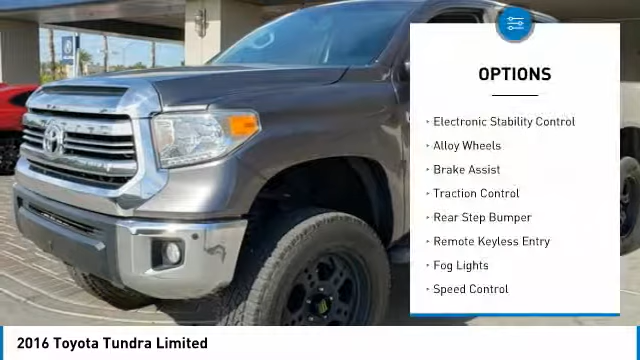 OPTIONS
Electronic Stability Control
Alloy Wheels
Brake Assist
Traction Control
Rear Step Bumper
Remote Keyless Entry
Fog Lights
Speed Control
2016 Toyota Tundra Limited